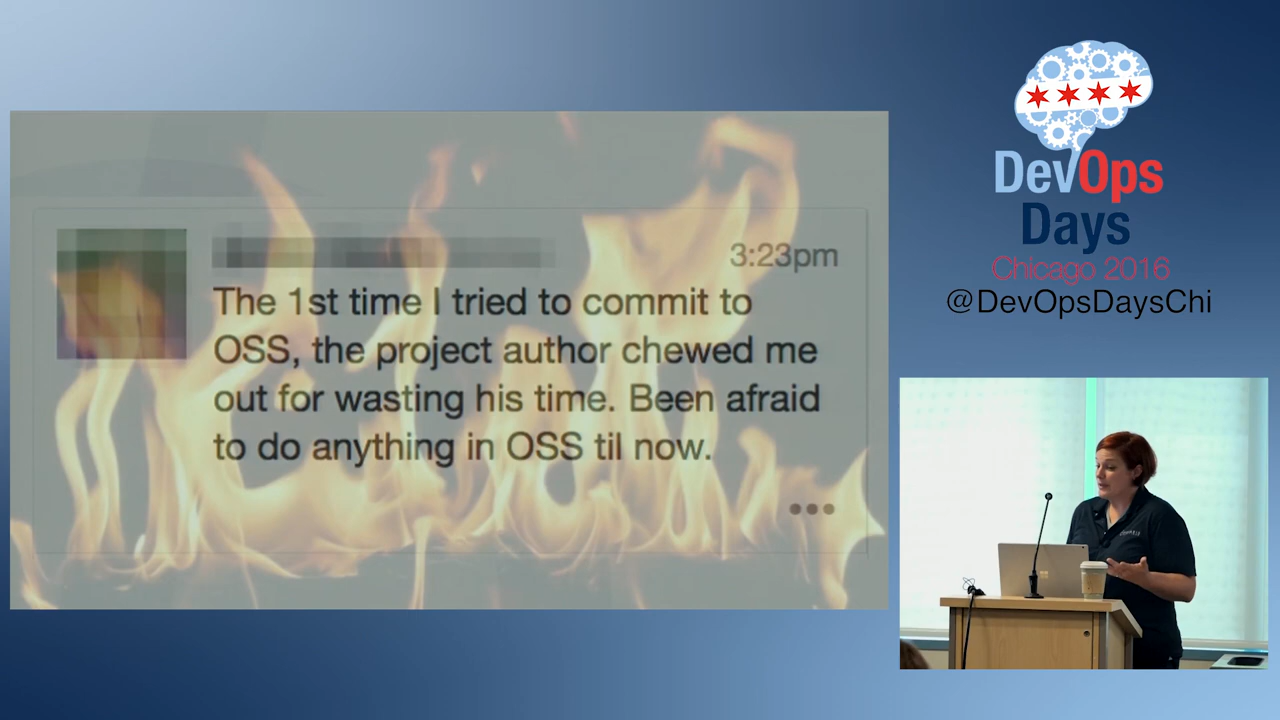 3:23pm
The 1st time I tried to commit to
OSS, the project author chewed me
out for wasting his time. Been afraid
to do anything in OSS til now.
DevOps
Days
Chicago 2016
@DevOpsDaysChi